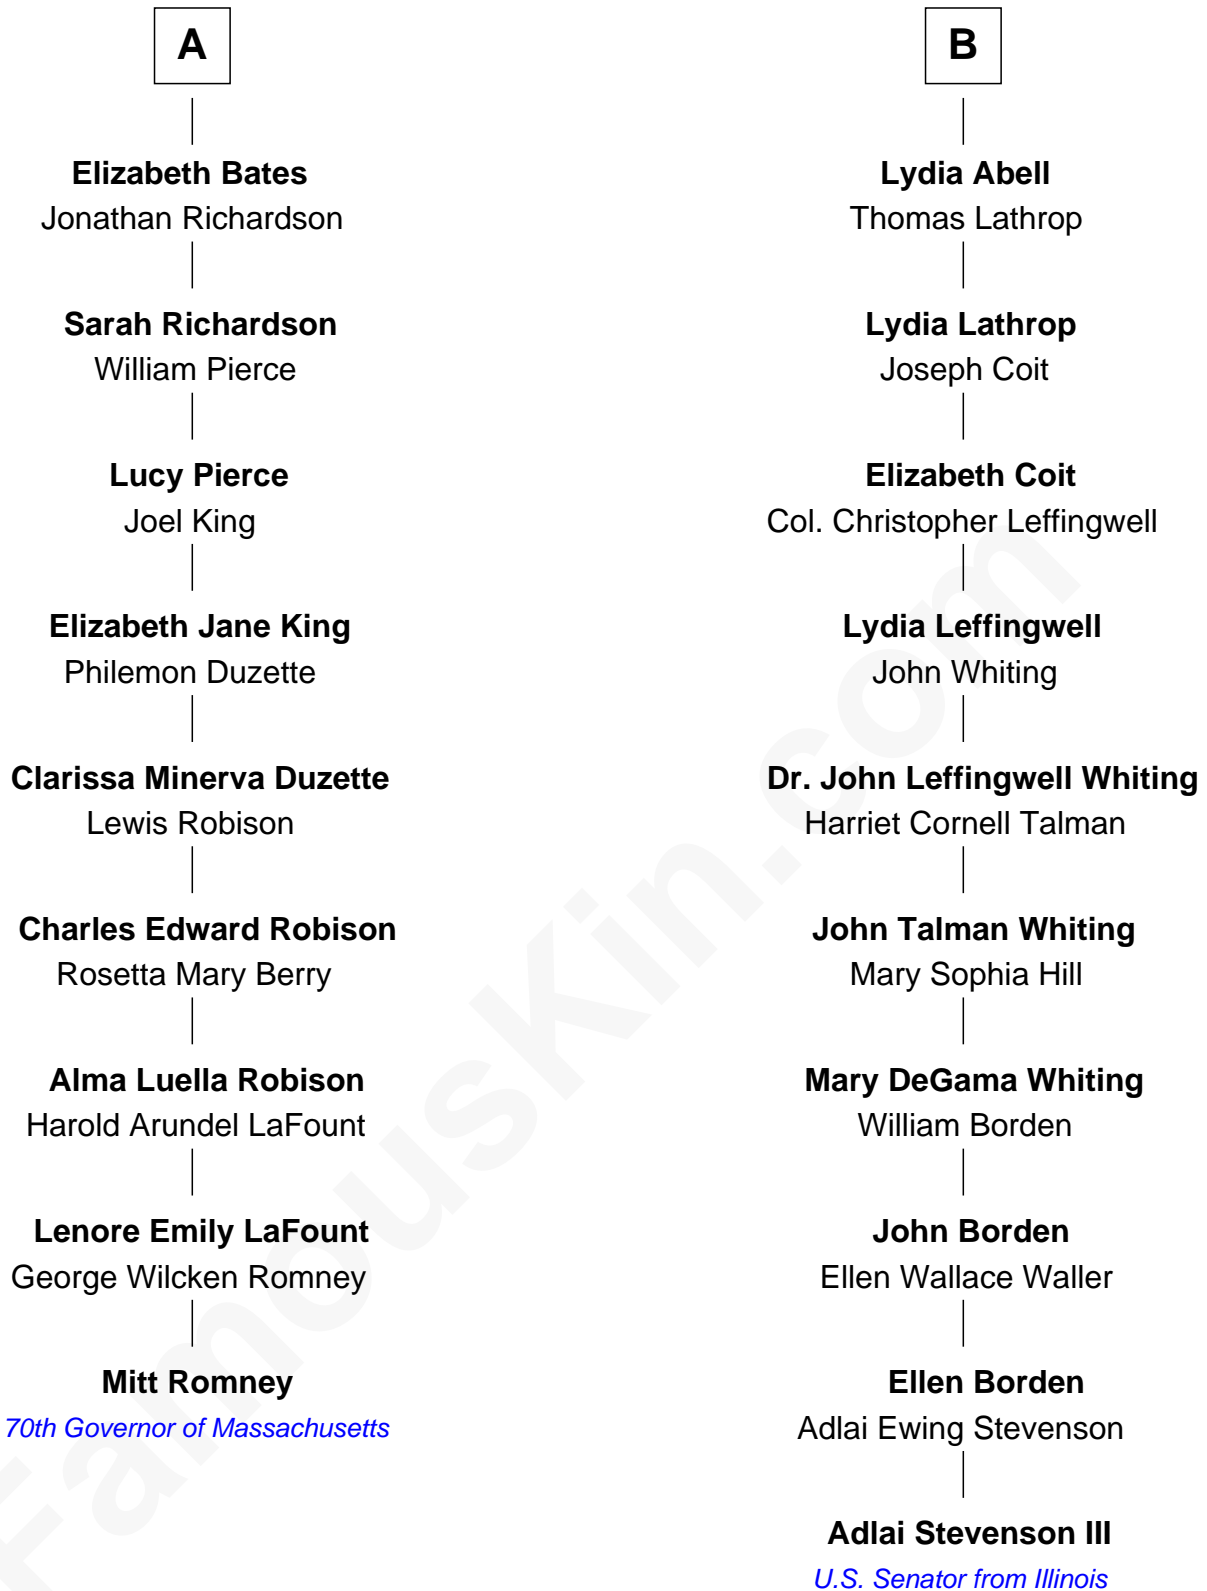 A
Elizabeth Bates
Jonathan Richardson
Sarah Richardson
William Pierce
Lucy Pierce
Joel King
Elizabeth Jane King
Philemon Duzette
Clarissa Minerva Duzette
Lewis Robison
Charles Edward Robison
Rosetta Mary Berry
Alma Luella Robison
Harold Arundel LaFount
Lenore Emily LaFount
George Wilcken Romney
Mitt Romney
70th Governor of Massachusetts
B
Lydia Abell
Thomas Lathrop
Lydia Lathrop
Joseph Coit
Elizabeth Coit
Col. Christopher Leffingwell
Lydia Leffingwell
John Whiting
Dr. John Leffingwell Whiting
Harriet Cornell Talman
John Talman Whiting
Mary Sophia Hill
Mary DeGama Whiting
William Borden
John Borden
Ellen Wallace Waller
Ellen Borden
Adlai Ewing Stevenson
Adlai Stevenson III
U.S. Senator from Illinois
FamousKin.com